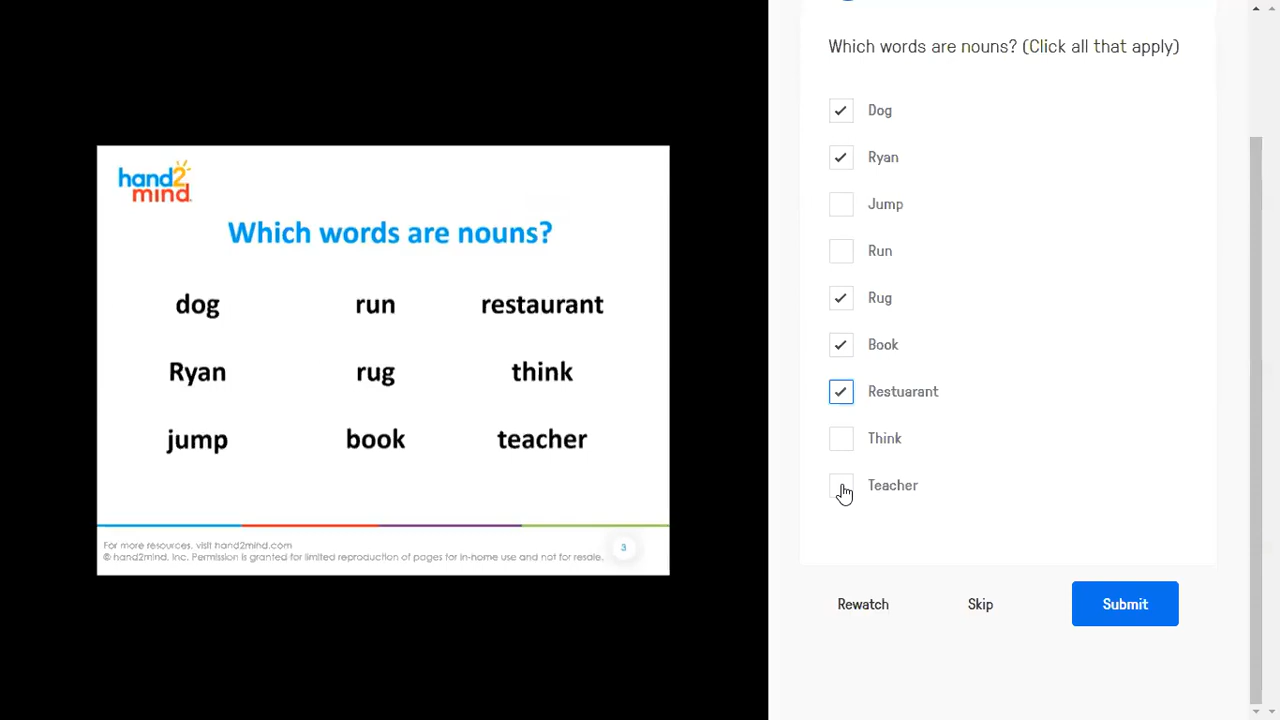 hand2
mind
Which words are nouns?
dog run restaurant
Ryan rug think
jump book teacher
For more resources, visit hand2mind.com
© hand2mind, Inc. Permission is granted for limited reproduction of pages for in-home use and not for resale.
3
Which words are nouns? (Click all that apply)
Dog
Ryan
Jump
Run
Rug
Book
Restuarant
Think
Teacher
Rewatch Skip Submit